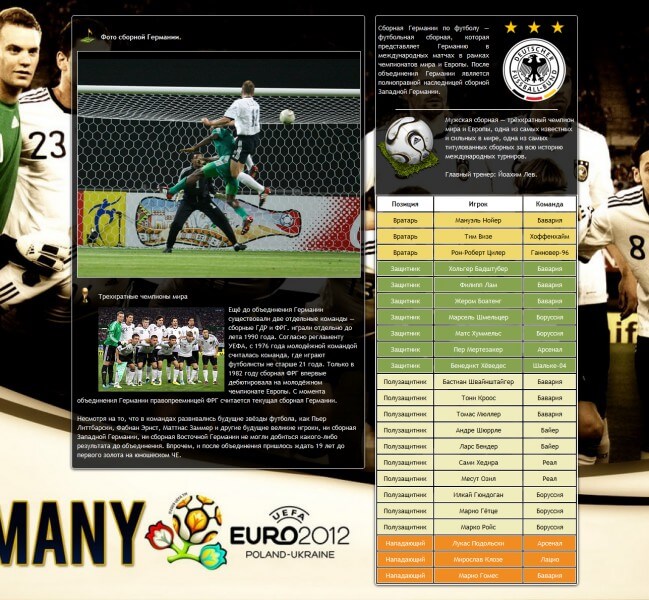 Фото сборной Германии.
Трехкратные чемпионы мира
Ещё до объединения Германии
существовали две отдельные команды —
сборные ГДР и ФРГ, играли отдельно до
лета 1990 года. Согласно регламенту
УЕФА, с 1976 года молодёжной командой
считалась команда, где играют
футболисты не старше 21 года. Только в
1982 году сборная ФРГ впервые
дебютировала на молодёжном
чемпионате Европы. С момента
объединения Германии правопреемницей ФРГ считается текущая сборная Германии.
Несмотря на то, что в командах развивались будущие звёзды футбола, как Пьер
Литтбарски, Фабиан Эрнст, Маттиас Заммер и другие будущие великие игроки, ни сборная
Западной Германии, ни сборная Восточной Германии не могли добиться какого-либо
результата до объединения. Впрочем, и после объединения пришлось ждать 19 лет до
первого золота на юношеском ЧЕ.
Сборная Германии по футболу —
футбольная сборная, которая
представляет Германию в
международных матчах в рамках
чемпионатов мира и Европы. После
объединения Германии является
полноправной наследницей сборной
Западной Германии.
DEUTSCHER
FUSSBALL-BUND
Мужская сборная — трёхкратный чемпион
мира и Европы, одна из самых известных
и сильных в мире, одна из самых
титулованных сборных за всю историю
международных турниров.
Главный тренер: Йоахим Лев.
Позиция Игрок Команда
Вратарь Мануэль Нойер Бавария
Вратарь Тим Визе Хоффенхайм
Вратарь Рон-Роберт Цилер Ганновер-96
Защитник Хольгер Бадштубер Бавария
Защитник Филипп Лам Бавария
Защитник Жером Боатенг Бавария
Защитник Марсель Шмельцер Боруссия
Защитник Матс Хуммельс Боруссия
Защитник Пер Мертезакер Арсенал
Защитник Бенедикт Хёведес Шальке-04
Полузащитник Бастиан Швайнштайгер Бавария
Полузащитник Тони Кроос Бавария
Полузащитник Томас Мюллер Бавария
Полузащитник Андре Шюррле Байер
Полузащитник Ларс Бендер Байер
Полузащитник Сами Хедира Реал
Полузащитник Месут Озил Реал
Полузащитник Илкай Гюндоган Боруссия
Полузащитник Марио Гётце Боруссия
Полузащитник Марко Ройс Боруссия
Нападающий Лукас Подольски Арсенал
Нападающий Мирослав Клозе Лацио
Нападающий Марио Гомес Бавария
23
8
MANY
UEFA
EURO2012
POLAND-UKRAINE